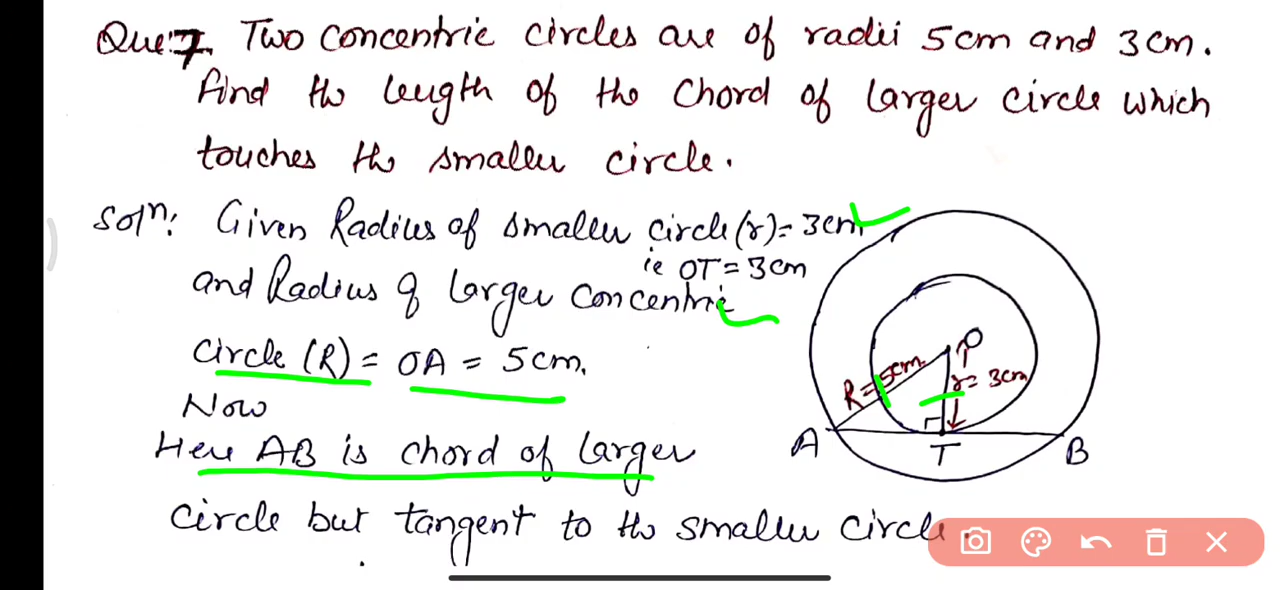 Que:7. Two concentric circles are of radii 5cm and 3cm.
find the length of the chord of larger circle which
touches the smaller circle.
Solⁿ: Given Radius of smaller circle (r) = 3cm
ie OT = 3cm
and Radius of larger concentric
circle (R) = OA = 5cm.
Now
Here AB is chord of larger
circle but tangent to the smaller circle.
O
R = 5cm
r = 3cm
A
T
B